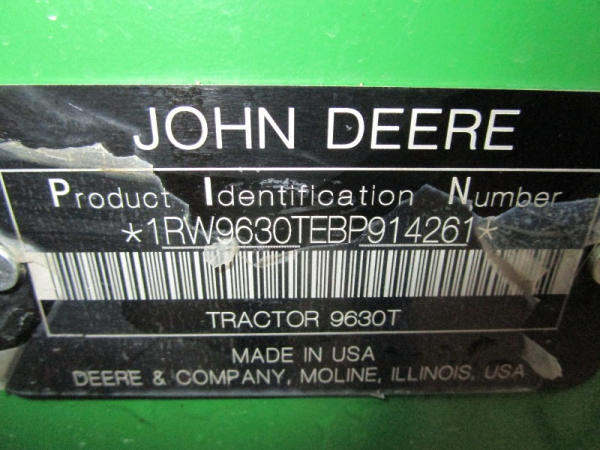 JOHN DEERE
Product Identification Number
*1RW9630TEBP914261*
TRACTOR 9630T
MADE IN USA
DEERE & COMPANY, MOLINE, ILLINOIS, USA